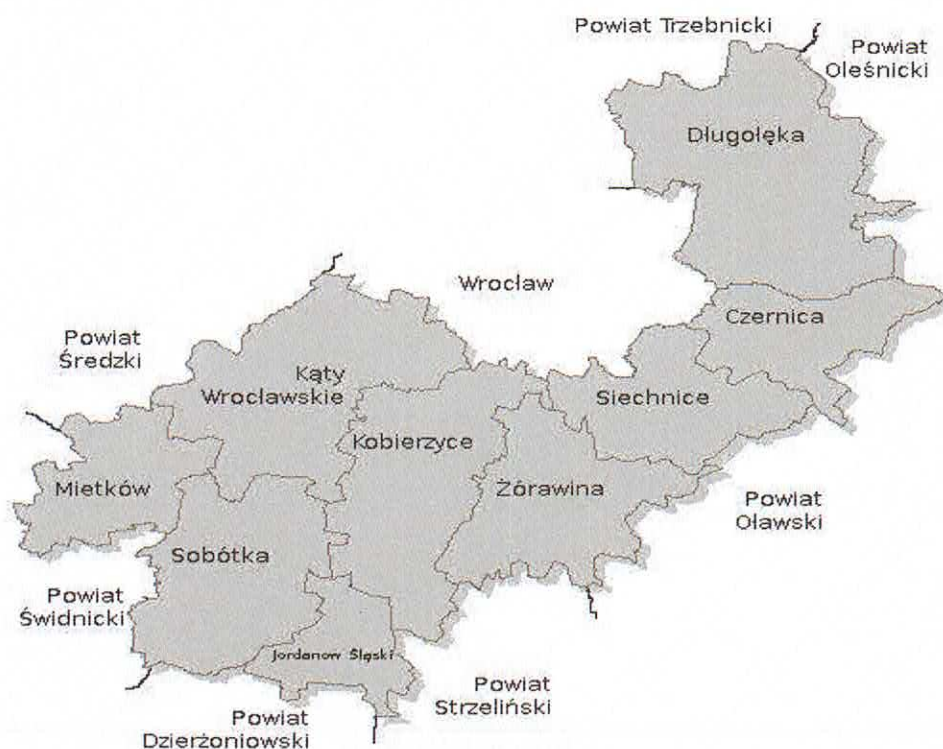 Powiat Trzebnicki
Powiat
Oleśnicki
Długołęka
Wrocław
Czernica
Powiat
Średzki
Kąty
Wrocławskie
Siechnice
Kobierzyce
Mietków
Żórawina
Powiat
Oławski
Sobótka
Powiat
Świdnicki
Jordanow Śląski
Powiat
Strzeliński
Powiat
Dzierżoniowski